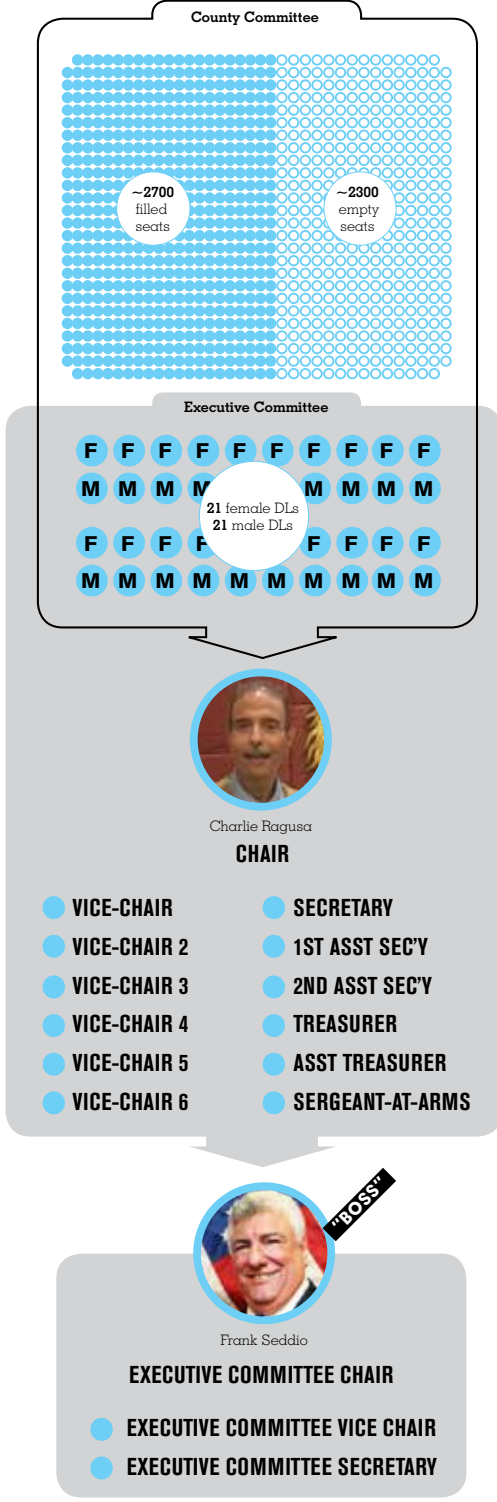 County Committee
~2700
filled
seats
~2300
empty
seats
Executive Committee
F F F F F F F F F F
M M M M M M M M
21 female DLs
21 male DLs
F F F F F F F F
M M M M M M M M M M
Charlie Ragusa
CHAIR
VICE-CHAIR
VICE-CHAIR 2
VICE-CHAIR 3
VICE-CHAIR 4
VICE-CHAIR 5
VICE-CHAIR 6
SECRETARY
1ST ASST SEC'Y
2ND ASST SEC'Y
TREASURER
ASST TREASURER
SERGEANT-AT-ARMS
"BOSS"
Frank Seddio
EXECUTIVE COMMITTEE CHAIR
EXECUTIVE COMMITTEE VICE CHAIR
EXECUTIVE COMMITTEE SECRETARY